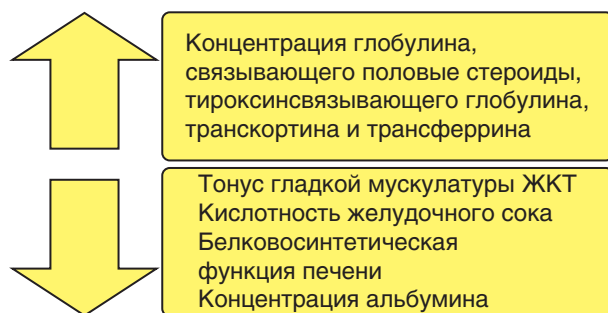 Концентрация глобулина,
связывающего половые стероиды,
тироксинсвязывающего глобулина,
транскортина и трансферрина
Тонус гладкой мускулатуры ЖКТ
Кислотность желудочного сока
Белковосинтетическая
функция печени
Концентрация альбумина